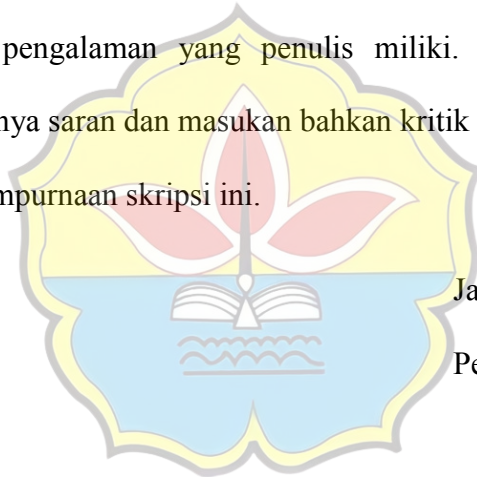 pengalaman yang penulis miliki.
nya saran dan masukan bahkan kritik
mpurnaan skripsi ini.
Ja
Pe